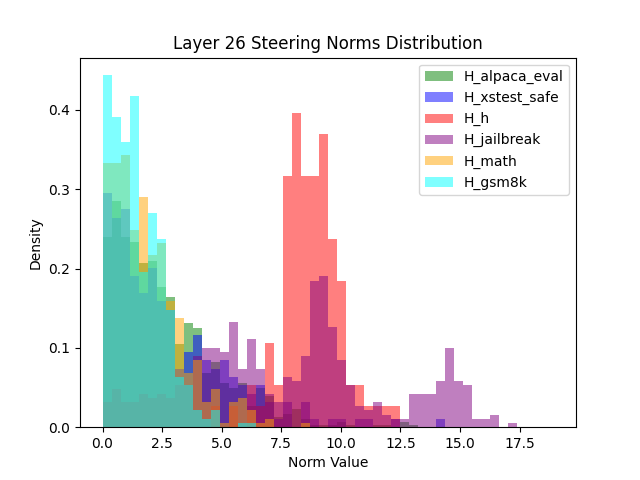 Layer 26 Steering Norms Distribution
H_alpaca_eval
H_xstest_safe
H_h
H_jailbreak
H_math
H_gsm8k
Density
0.4
0.3
0.2
0.1
0.0
0.0 2.5 5.0 7.5 10.0 12.5 15.0 17.5
Norm Value